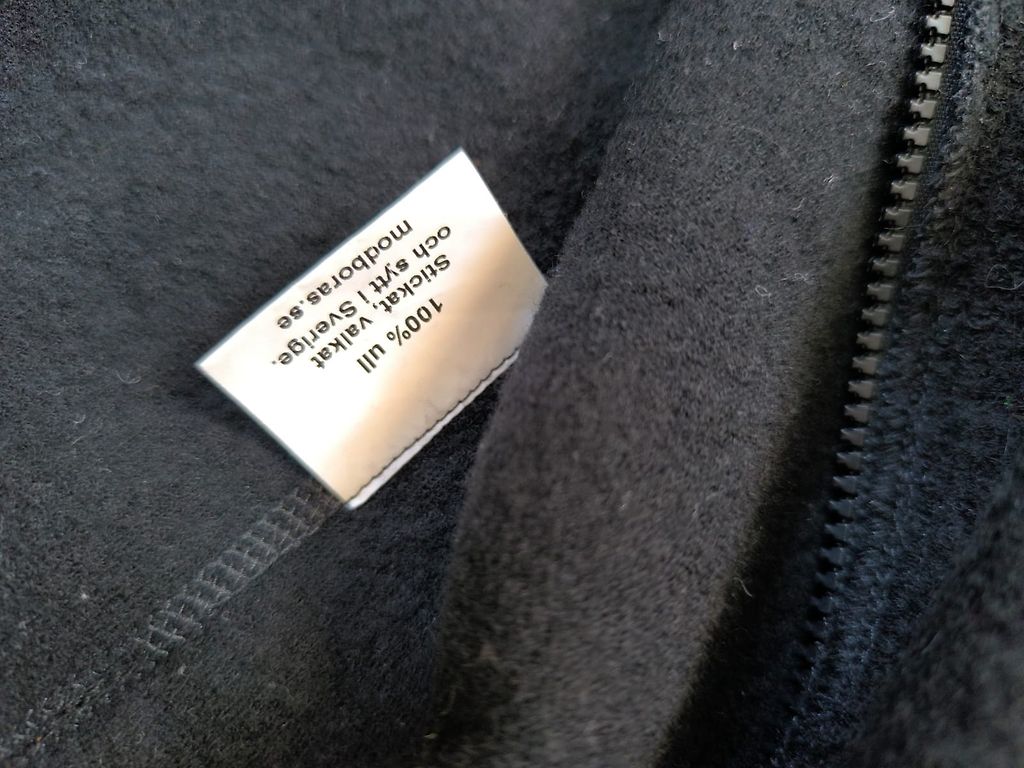 100% ull
Stickat, valkat
och sytt i Sverige.
modboras.se